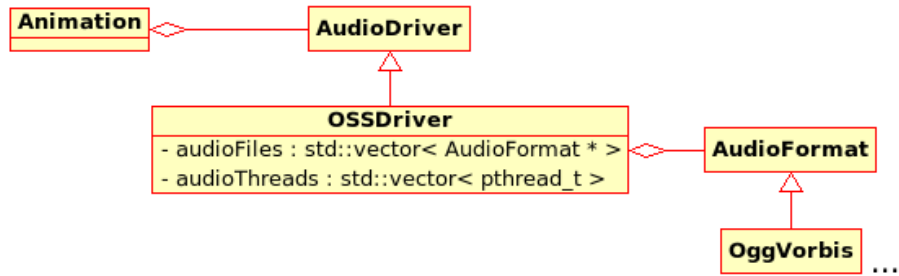 Animation
AudioDriver
OSSDriver
- audioFiles : std::vector< AudioFormat * >
- audioThreads : std::vector< pthread_t >
AudioFormat
OggVorbis
...